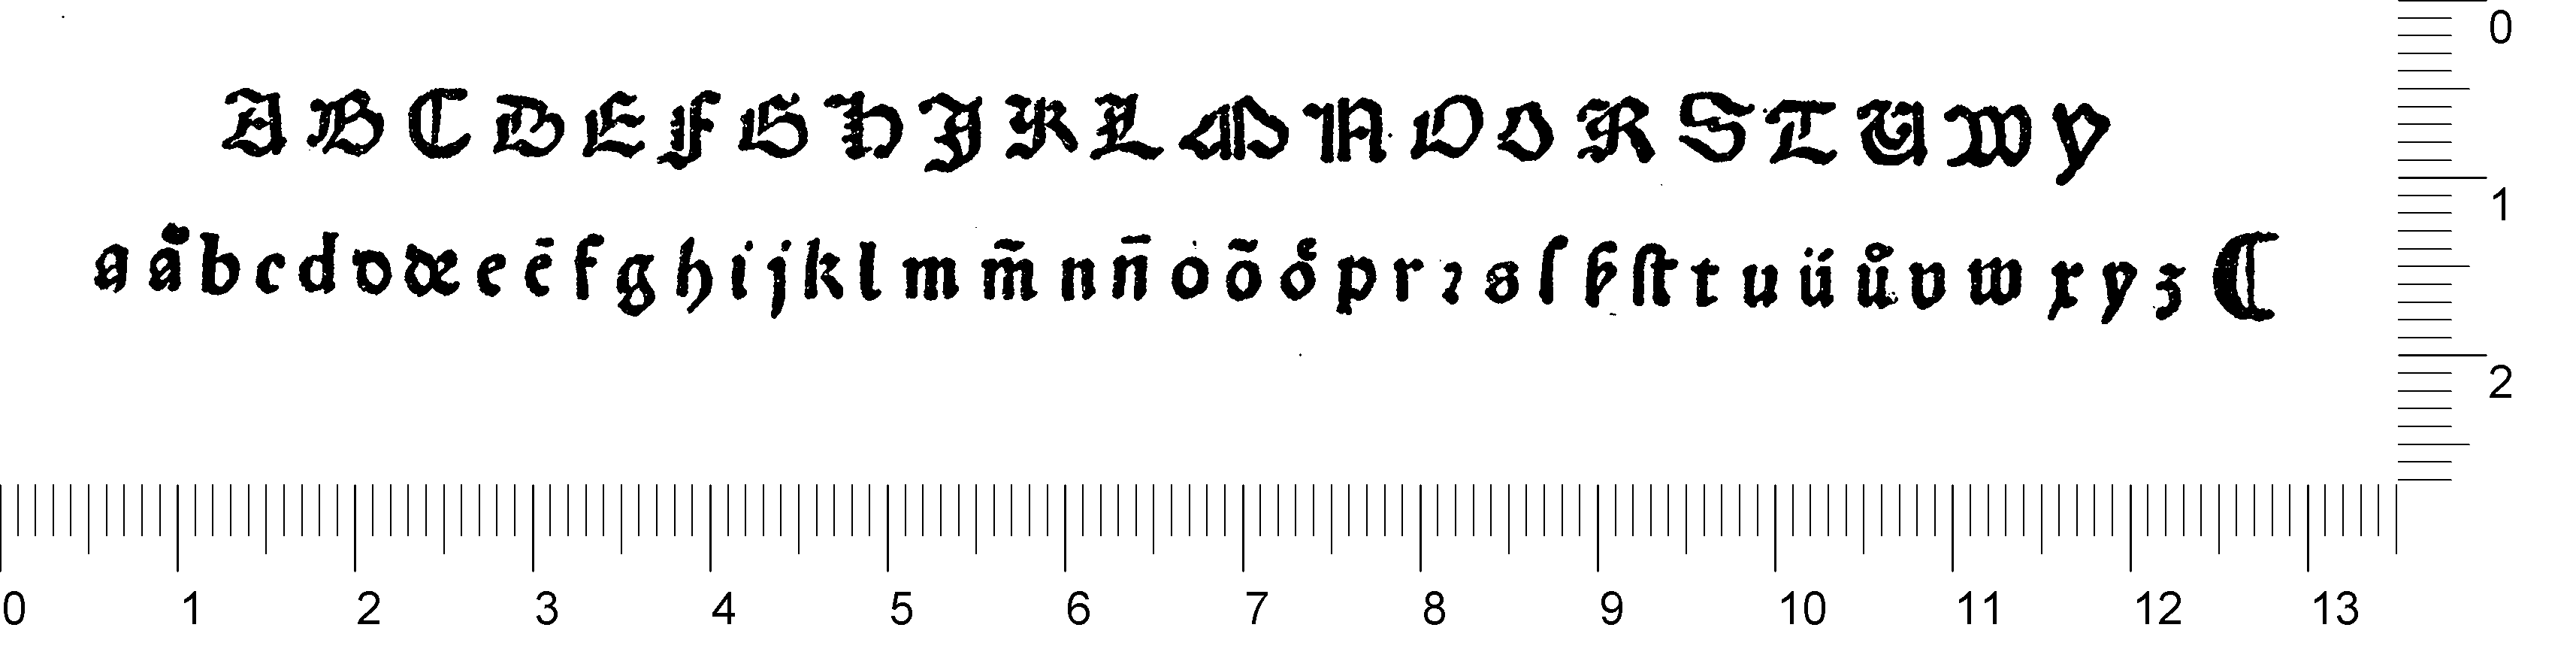 A B C D E F G H J K L M N O O R S T U W Y
a aͤ b c d d de e ē f g h i j k l m m̄ n n̄ o õ oͤ p r ꝛ s ſ ß ſt t u ü ů v w x y z ℂ
0 1 2
0 1 2 3 4 5 6 7 8 9 10 11 12 13